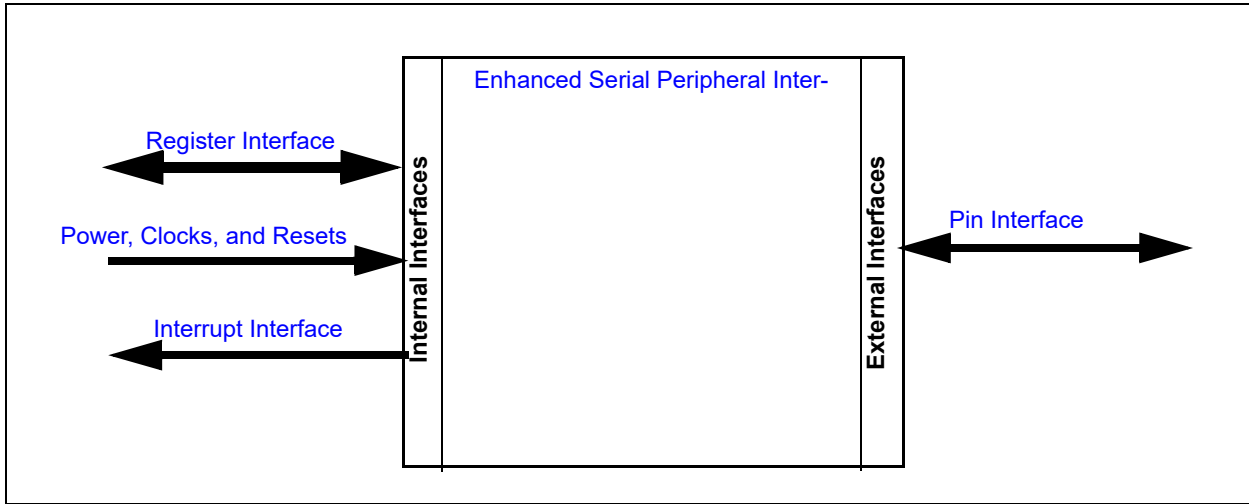 Enhanced Serial Peripheral Inter-
Register Interface
Power, Clocks, and Resets
Interrupt Interface
Internal Interfaces
External Interfaces
Pin Interface